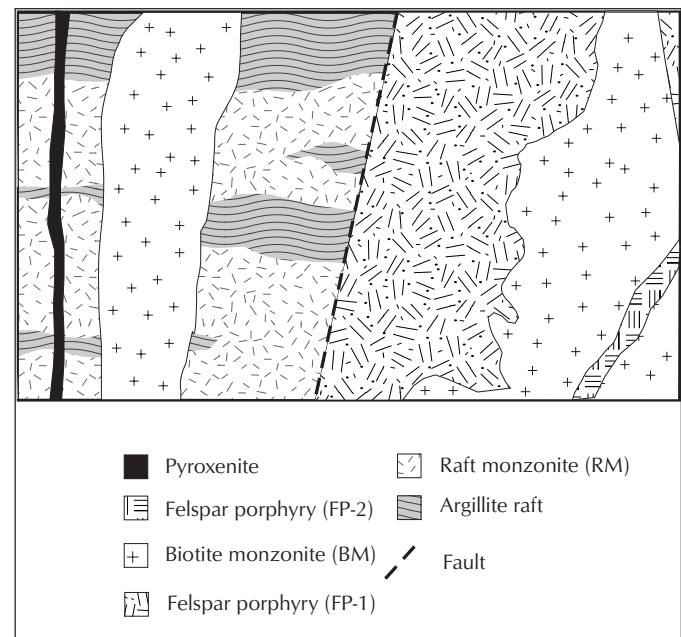 Pyroxenite
Felspar porphyry (FP-2)
Biotite monzonite (BM)
Felspar porphyry (FP-1)
Raft monzonite (RM)
Argillite raft
Fault